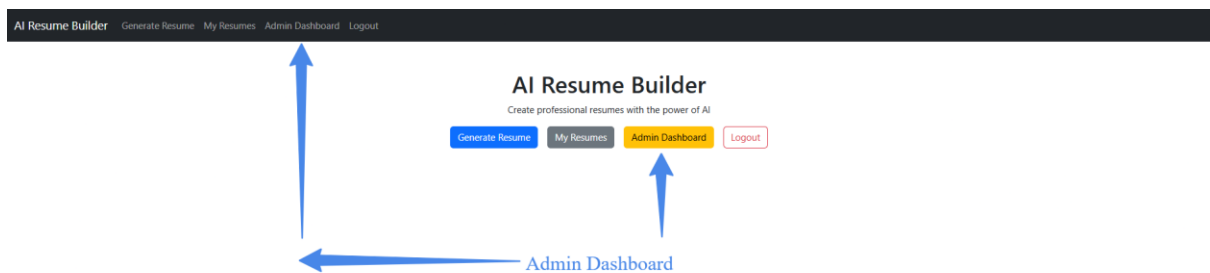 AI Resume Builder Generate Resume My Resumes Admin Dashboard Logout
AI Resume Builder
Create professional resumes with the power of AI
Generate Resume My Resumes Admin Dashboard Logout
Admin Dashboard